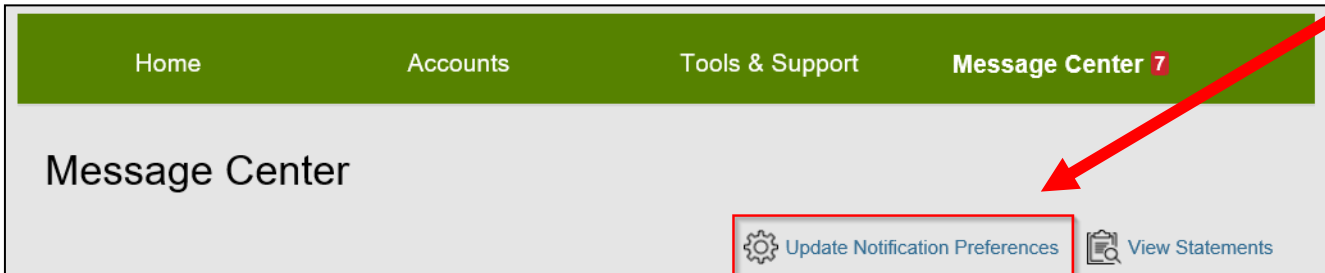 Home Accounts Tools & Support Message Center 7
Message Center
Update Notification Preferences View Statements